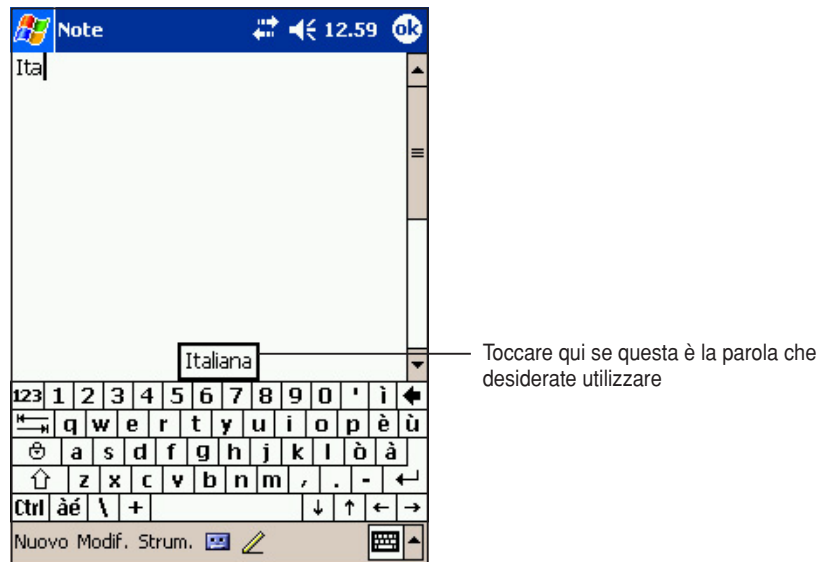 Note 12.59 ok
Ita
Italiana
Toccare qui se questa è la parola che
desiderate utilizzare
123 1 2 3 4 5 6 7 8 9 0 ' ì
q w e r t y u i o p è ù
a s d f g h j k l ò à
z x c v b n m , . -
Ctrl àé \ + ↓ ↑ ← →
Nuovo Modif. Strum.